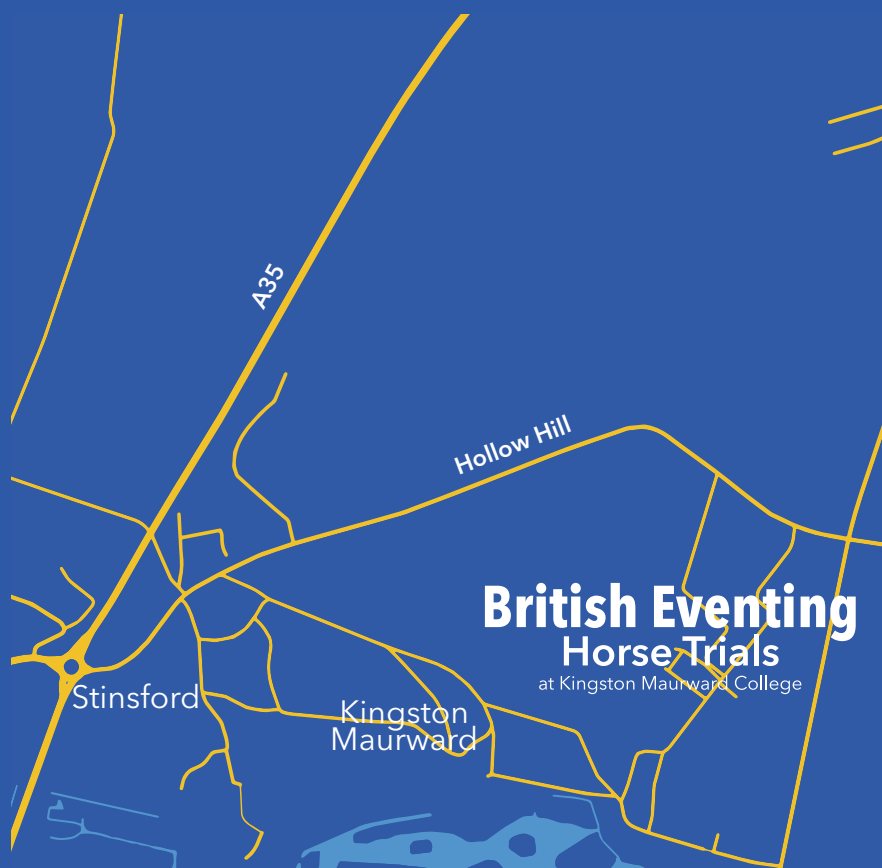 A35
Hollow Hill
British Eventing
Horse Trials
at Kingston Maurward College
Stinsford
Kingston
Maurward